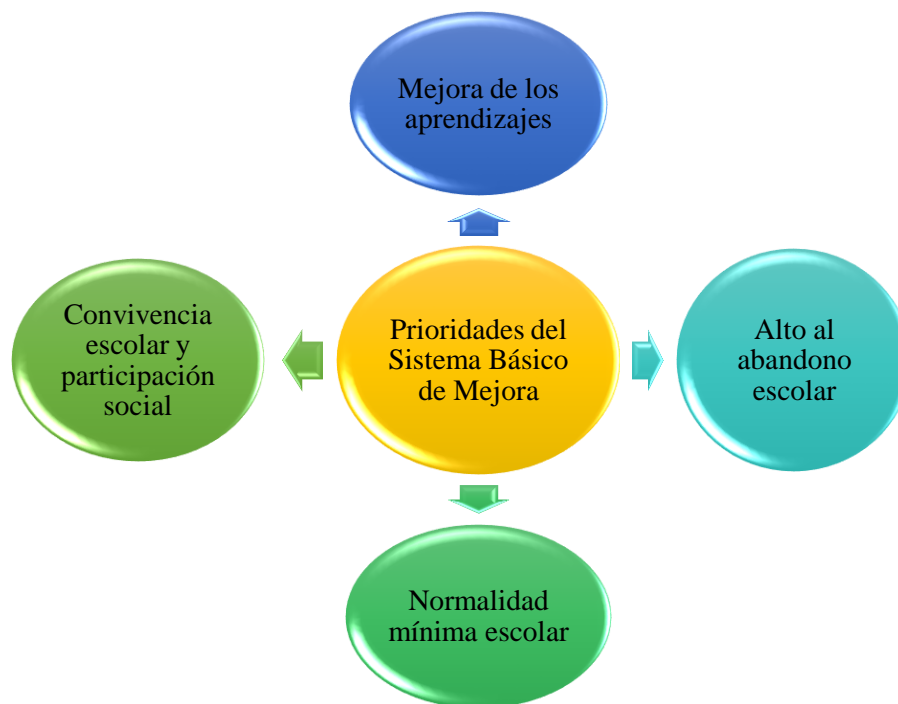 Mejora de los
aprendizajes
Convivencia
escolar y
participación
social
Prioridades del
Sistema Básico
de Mejora
Alto al
abandono
escolar
Normalidad
mínima escolar